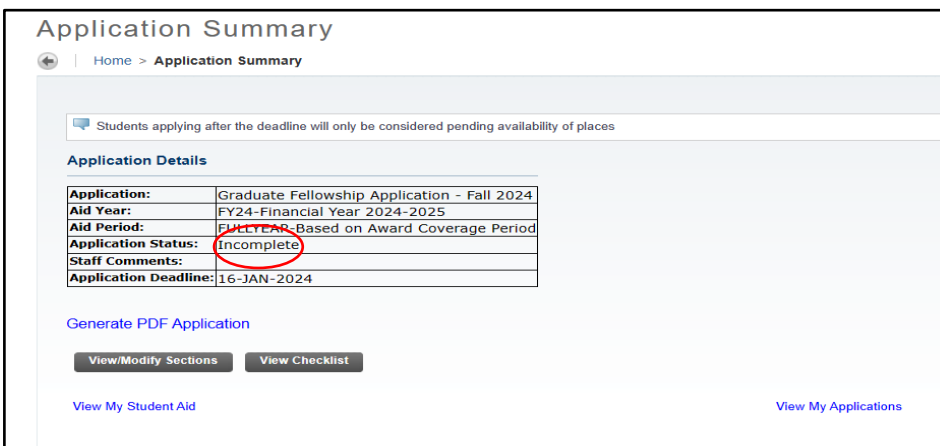 Application Summary
Home > Application Summary
Students applying after the deadline will only be considered pending availability of places
Application Details
Application: Graduate Fellowship Application - Fall 2024
Aid Year: FY24-Financial Year 2024-2025
Aid Period: FULLYEAR-Based on Award Coverage Period
Application Status: Incomplete
Staff Comments:
Application Deadline: 16-JAN-2024
Generate PDF Application
View/Modify Sections View Checklist
View My Student Aid View My Applications